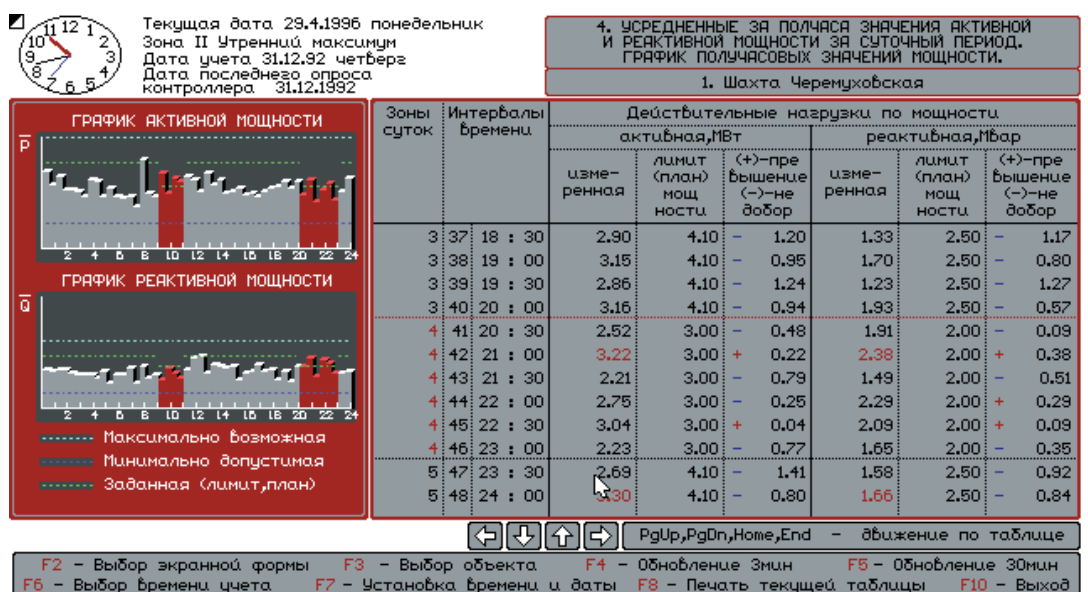 Текущая дата 29.4.1996 понедельник
Зона II Утренний максимум
Дата учета 31.12.92 четверг
Дата последнего опроса
контроллера 31.12.1992
11 12 1
10 2
9 3
8
7 6 5
4. УСРЕДНЕННЫЕ ЗА ПОЛЧАСА ЗНАЧЕНИЯ АКТИВНОЙ
И РЕАКТИВНОЙ МОЩНОСТИ ЗА СУТОЧНЫЙ ПЕРИОД.
ГРАФИК ПОЛУЧАСОВЫХ ЗНАЧЕНИЙ МОЩНОСТИ.
1. Шахта Черемуховская
ГРАФИК АКТИВНОЙ МОЩНОСТИ
P
2 4 6 8 10 12 14 16 18 20 22 24
ГРАФИК РЕАКТИВНОЙ МОЩНОСТИ
Q
2 4 6 8 10 12 14 16 18 20 22 24
Максимально возможная
Минимально допустимая
Заданная (лимит,план)
Зоны Интервалы Действительные нагрузки по мощности
суток времени активная,МВт реактивная,Мвар
изме- лимит (+)-пре изме- лимит (+)-пре
ренная (план) вышение ренная (план) вышение
мощ (-)-не мощ (-)-не
ности добор ности добор
3 37 18 : 30 2.90 4.10 - 1.20 1.33 2.50 - 1.17
3 38 19 : 00 3.15 4.10 - 0.95 1.70 2.50 - 0.80
3 39 19 : 30 2.86 4.10 - 1.24 1.23 2.50 - 1.27
3 40 20 : 00 3.16 4.10 - 0.94 1.93 2.50 - 0.57
4 41 20 : 30 2.52 3.00 - 0.48 1.91 2.00 - 0.09
4 42 21 : 00 3.22 3.00 + 0.22 2.38 2.00 + 0.38
4 43 21 : 30 2.21 3.00 - 0.79 1.49 2.00 - 0.51
4 44 22 : 00 2.75 3.00 - 0.25 2.29 2.00 + 0.29
4 45 22 : 30 3.04 3.00 + 0.04 2.09 2.00 + 0.09
4 46 23 : 00 2.23 3.00 - 0.77 1.65 2.00 - 0.35
5 47 23 : 30 2.69 4.10 - 1.41 1.58 2.50 - 0.92
5 48 24 : 00 3.30 4.10 - 0.80 1.66 2.50 - 0.84
PgUp,PgDn,Home,End - движение по таблице
F2 - Выбор экранной формы F3 - Выбор объекта F4 - Обновление 3мин F5 - Обновление 30мин
F6 - Выбор времени учета F7 - Установка времени и даты F8 - Печать текущей таблицы F10 - Выход